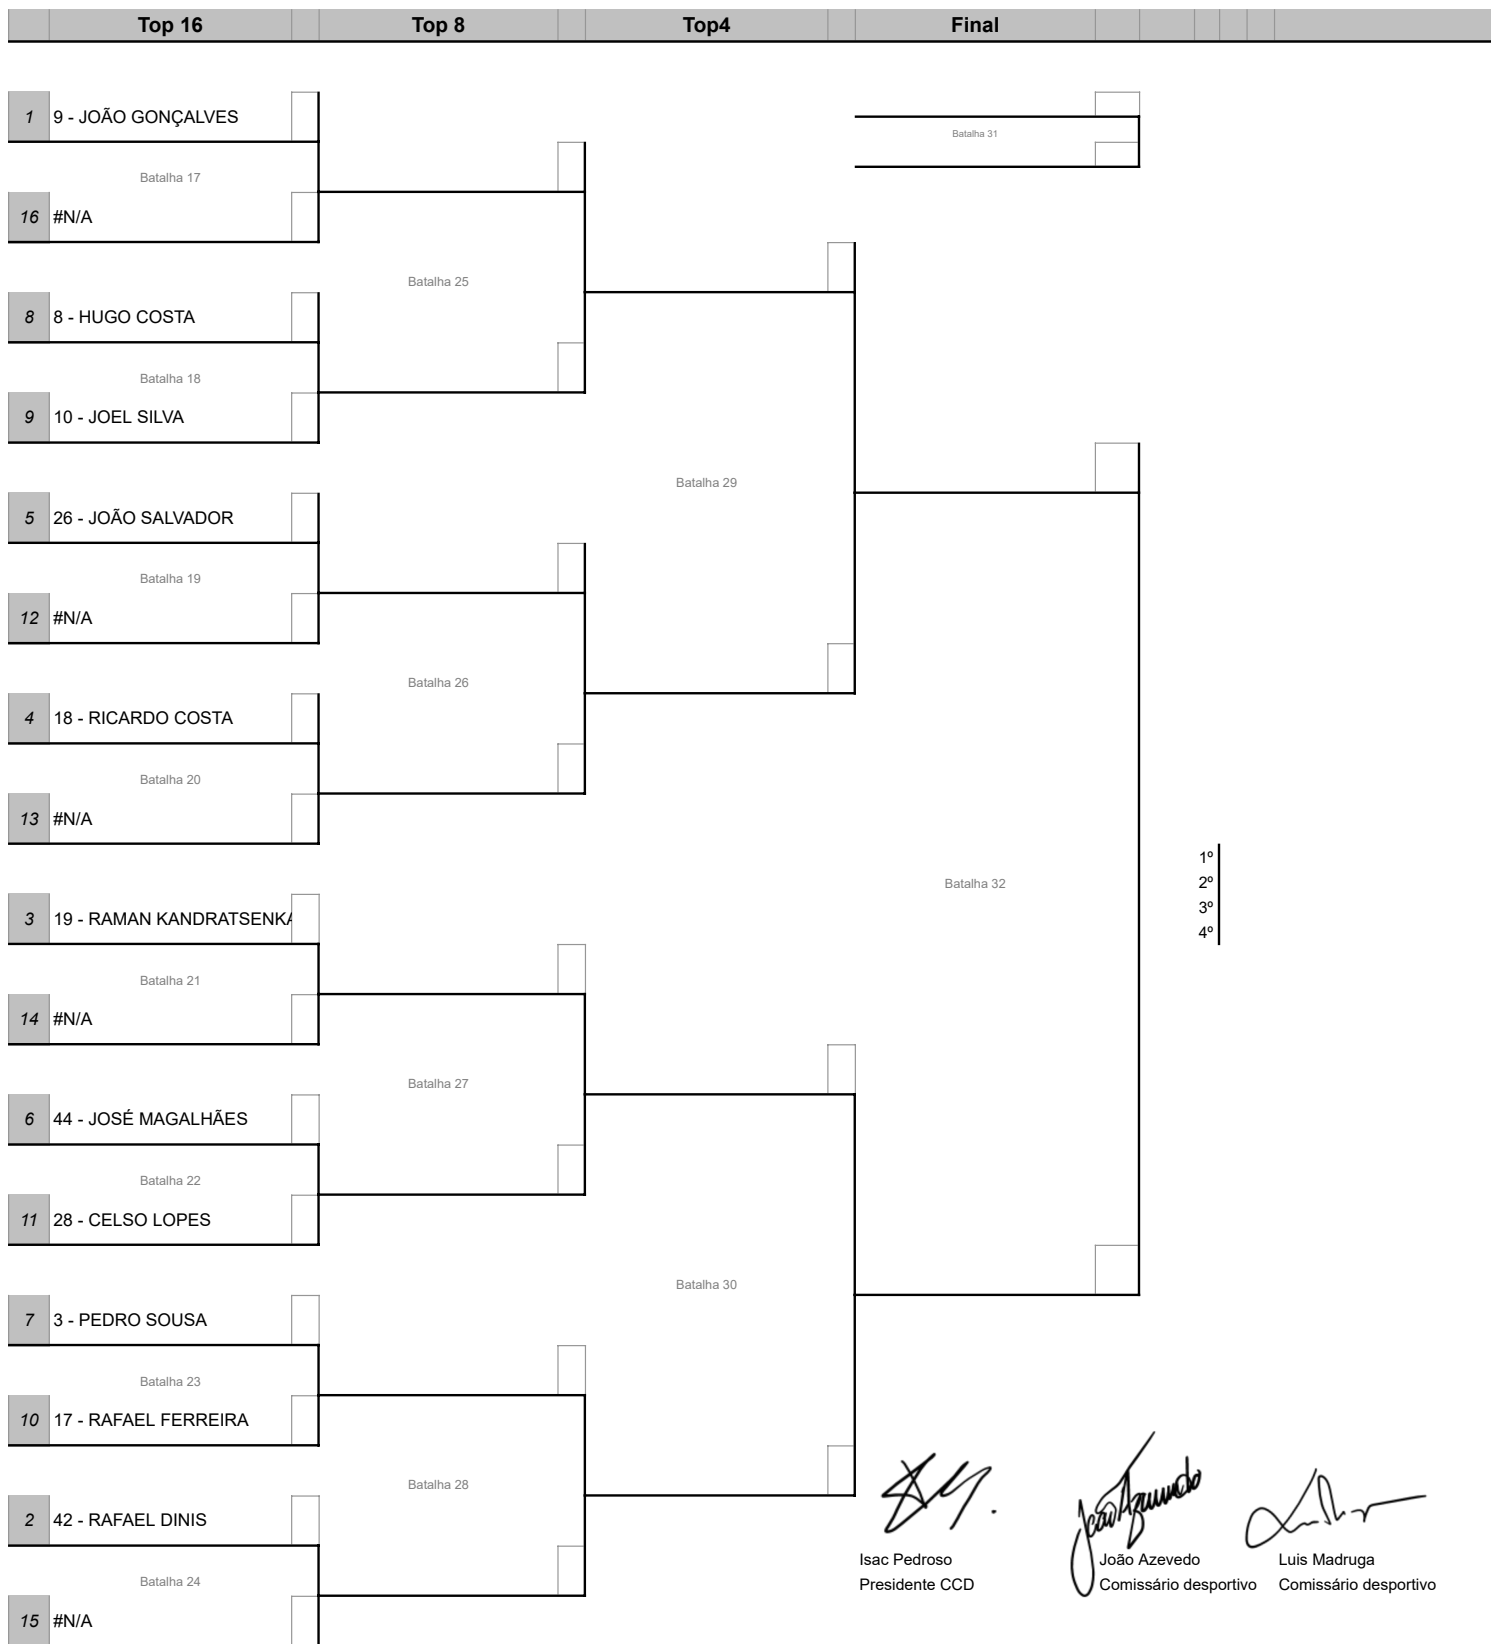 Top 16 Top 8 Top4 Final
1 9 - JOÃO GONÇALVES
Batalha 31
Batalha 17
16 #N/A
Batalha 25
8 8 - HUGO COSTA
Batalha 18
9 10 - JOEL SILVA
Batalha 29
5 26 - JOÃO SALVADOR
Batalha 19
12 #N/A
Batalha 26
4 18 - RICARDO COSTA
Batalha 20
13 #N/A
1º
Batalha 32
2º
3º
4º
3 19 - RAMAN KANDRATSENKA
Batalha 21
14 #N/A
Batalha 27
6 44 - JOSÉ MAGALHÃES
Batalha 22
11 28 - CELSO LOPES
Batalha 30
7 3 - PEDRO SOUSA
Batalha 23
10 17 - RAFAEL FERREIRA
Batalha 28
2 42 - RAFAEL DINIS
João Azevedo
Isac Pedroso João Azevedo Luis Madruga
Batalha 24
Presidente CCD Comissário desportivo Comissário desportivo
15 #N/A